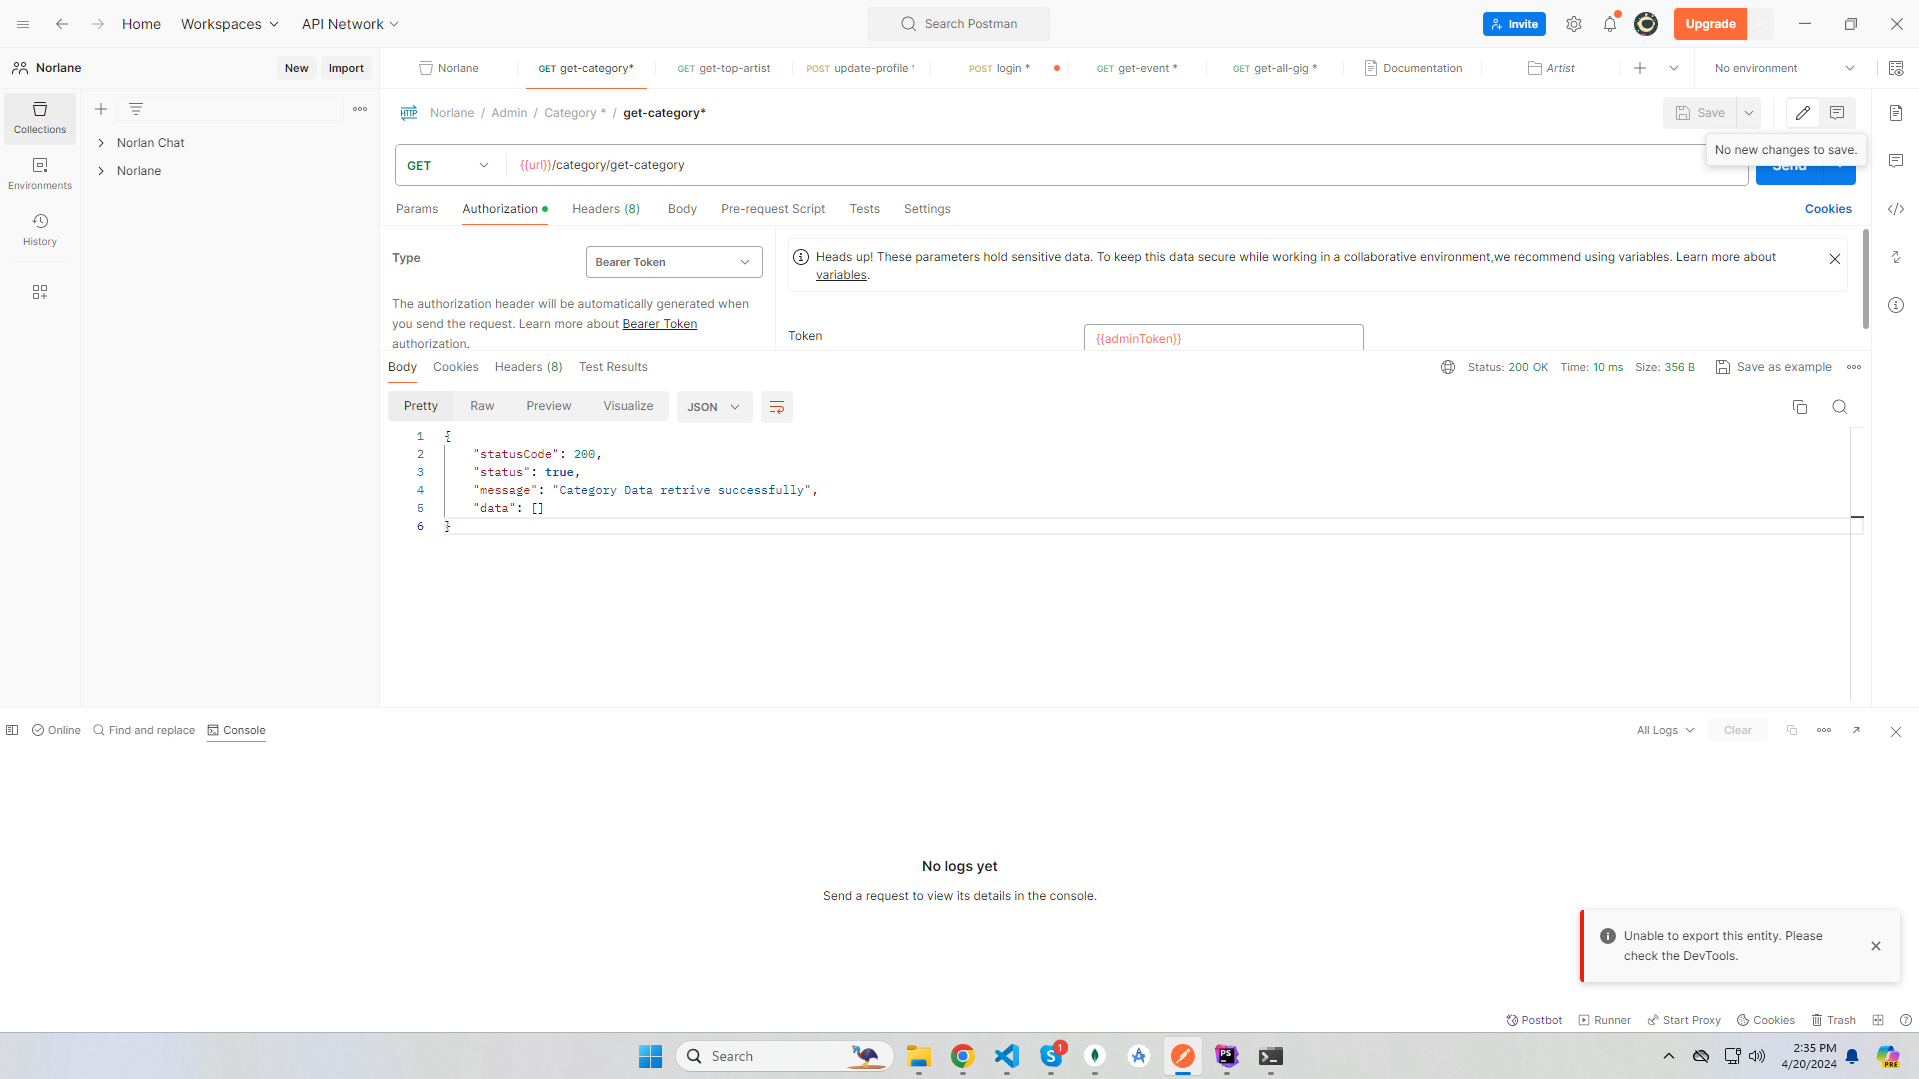 Home Workspaces API Network Search Postman Invite Upgrade
Norlane New Import Norlane GET get-category* GET get-top-artist POST update-profile * POST login * GET get-event * GET get-all-gig * Documentation Artist No environment
Collections
Environments
History
Norlan Chat
Norlane
HTTP Norlane / Admin / Category * / get-category* Save
No new changes to save.
GET {{url}}/category/get-category Send
Params Authorization Headers (8) Body Pre-request Script Tests Settings Cookies
Type Bearer Token
The authorization header will be automatically generated when
you send the request. Learn more about Bearer Token
authorization.
Heads up! These parameters hold sensitive data. To keep this data secure while working in a collaborative environment,we recommend using variables. Learn more about
variables.
Token {{adminToken}}
Body Cookies Headers (8) Test Results Status: 200 OK Time: 10 ms Size: 356 B Save as example
Pretty Raw Preview Visualize JSON
1 {
2 "statusCode": 200,
3 "status": true,
4 "message": "Category Data retrive successfully",
5 "data": []
6 }
Online Find and replace Console All Logs Clear
No logs yet
Send a request to view its details in the console.
Unable to export this entity. Please
check the DevTools.
Postbot Runner Start Proxy Cookies Trash
Search 1 PS PRE
2:35 PM
4/20/2024